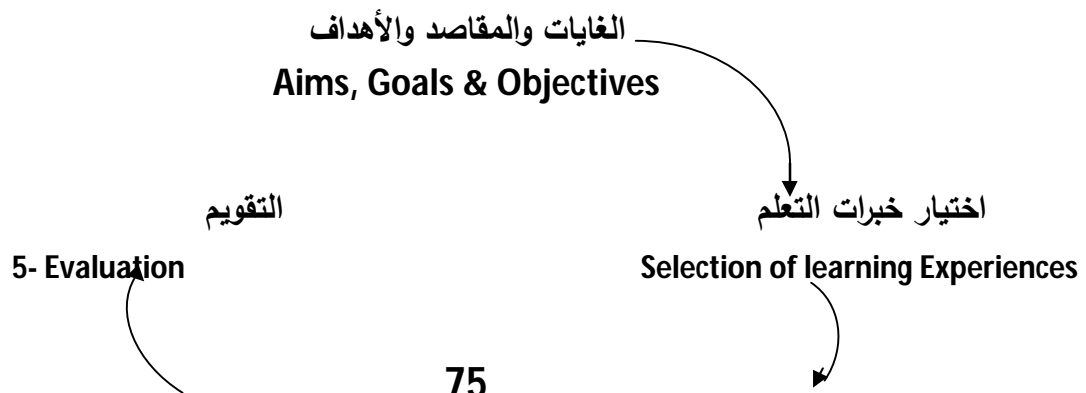 الغايات والمقاصد والأهداف
Aims, Goals & Objectives
اختيار خبرات التعلم
التقويم
Selection of learning Experiences
5- Evaluation
75